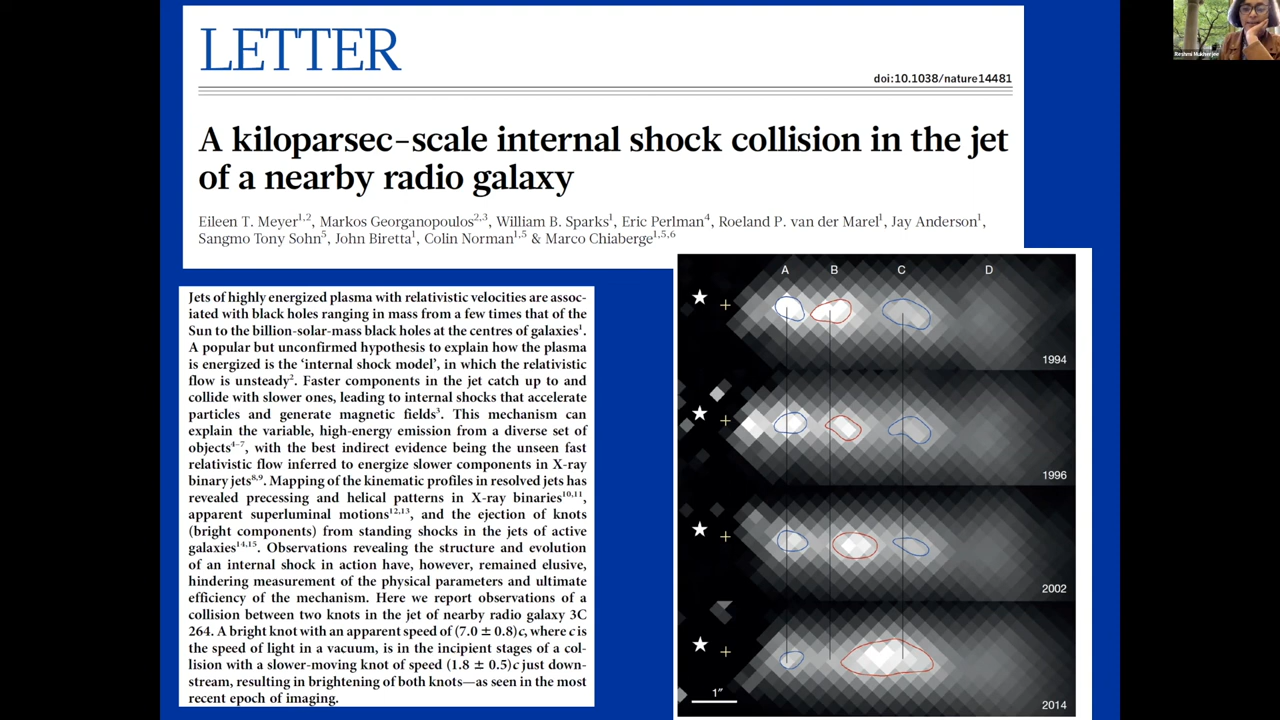 Reshmi Mukherjee
LETTER
doi:10.1038/nature14481
A kiloparsec-scale internal shock collision in the jet
of a nearby radio galaxy
Eileen T. Meyer1,2, Markos Georganopoulos2,3, William B. Sparks1, Eric Perlman4, Roeland P. van der Marel1, Jay Anderson1,
Sangmo Tony Sohn5, John Biretta1, Colin Norman1,5 & Marco Chiaberge1,5,6
Jets of highly energized plasma with relativistic velocities are assoc-
iated with black holes ranging in mass from a few times that of the
Sun to the billion-solar-mass black holes at the centres of galaxies1.
A popular but unconfirmed hypothesis to explain how the plasma
is energized is the ‘internal shock model’, in which the relativistic
flow is unsteady2. Faster components in the jet catch up to and
collide with slower ones, leading to internal shocks that accelerate
particles and generate magnetic fields3. This mechanism can
explain the variable, high-energy emission from a diverse set of
objects4–7, with the best indirect evidence being the unseen fast
relativistic flow inferred to energize slower components in X-ray
binary jets8,9. Mapping of the kinematic profiles in resolved jets has
revealed precessing and helical patterns in X-ray binaries10,11,
apparent superluminal motions12,13, and the ejection of knots
(bright components) from standing shocks in the jets of active
galaxies14,15. Observations revealing the structure and evolution
of an internal shock in action have, however, remained elusive,
hindering measurement of the physical parameters and ultimate
efficiency of the mechanism. Here we report observations of a
collision between two knots in the jet of nearby radio galaxy 3C
264. A bright knot with an apparent speed of (7.0 ± 0.8)c, where c is
the speed of light in a vacuum, is in the incipient stages of a col-
lision with a slower-moving knot of speed (1.8 ± 0.5)c just down-
stream, resulting in brightening of both knots—as seen in the most
recent epoch of imaging.
A B C D
1994
1996
2002
1"
2014